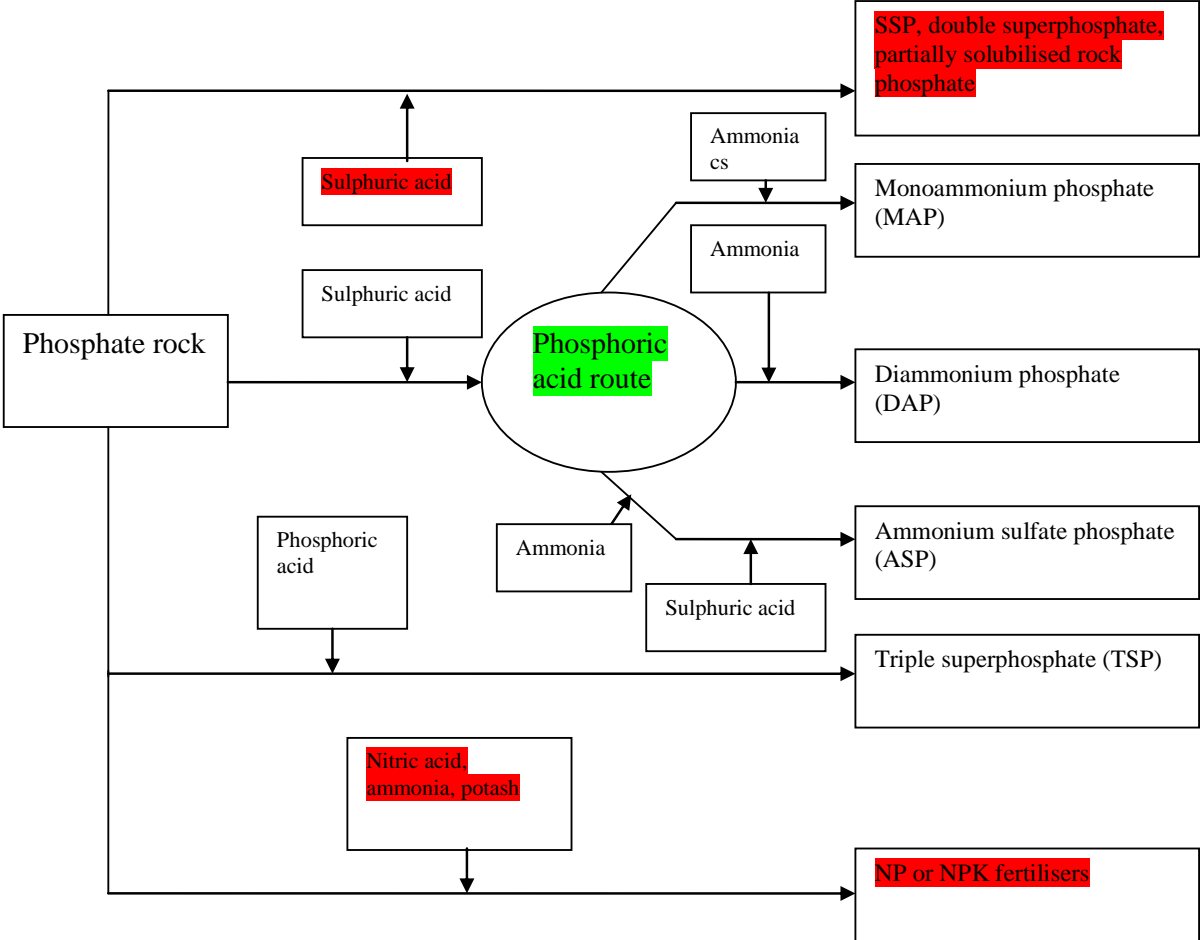 SSP, double superphosphate,
partially solubilised rock
phosphate
Ammonia
cs
Sulphuric acid
Monoammonium phosphate
(MAP)
Ammonia
Sulphuric acid
Phosphate rock
Phosphoric
acid route
Diammonium phosphate
(DAP)
Phosphoric
acid
Ammonia
Ammonium sulfate phosphate
(ASP)
Sulphuric acid
Triple superphosphate (TSP)
Nitric acid,
ammonia, potash
NP or NPK fertilisers